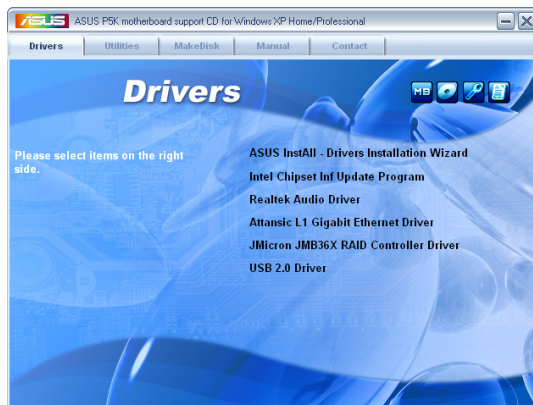 ASUS ASUS P5K motherboard support CD for Windows XP Home/Professional
Drivers Utilities MakeDisk Manual Contact
Drivers
MB
Please select items on the right
side.
ASUS InstAll - Drivers Installation Wizard
Intel Chipset Inf Update Program
Realtek Audio Driver
Attansic L1 Gigabit Ethernet Driver
JMicron JMB36X RAID Controller Driver
USB 2.0 Driver